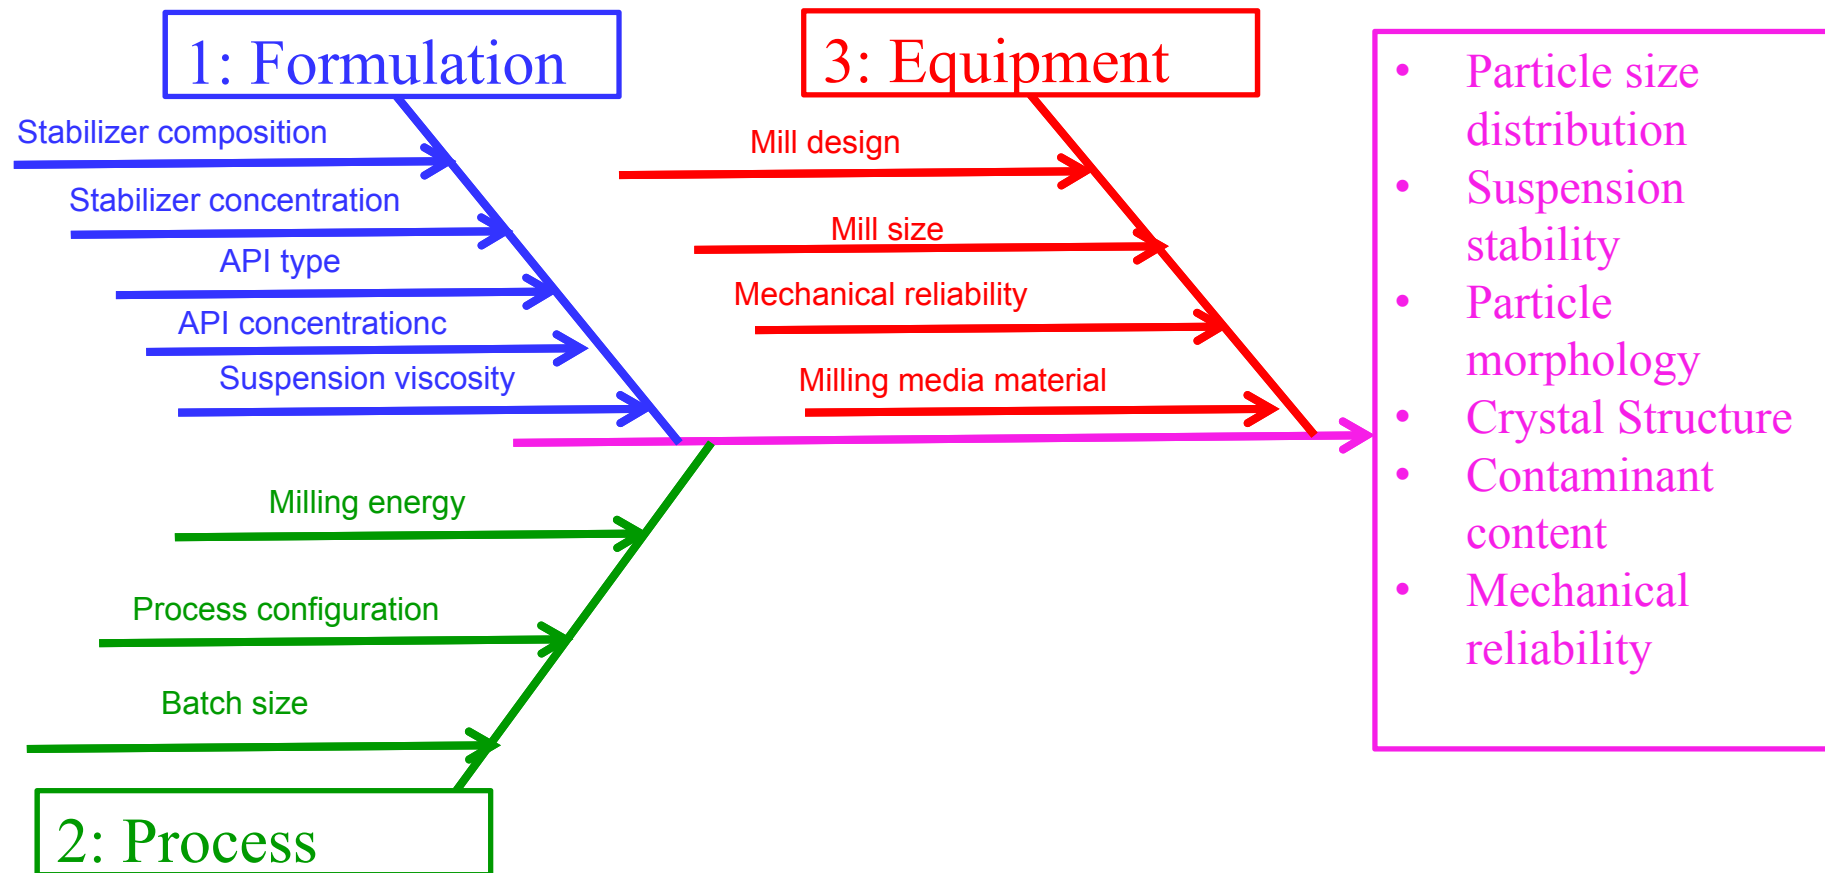 1: Formulation
Stabilizer composition
Stabilizer concentration
API type
API concentrationc
Suspension viscosity
3: Equipment
Mill design
Mill size
Mechanical reliability
Milling media material
Milling energy
Process configuration
Batch size
2: Process
• Particle size
distribution
• Suspension
stability
• Particle
morphology
• Crystal Structure
• Contaminant
content
• Mechanical
reliability